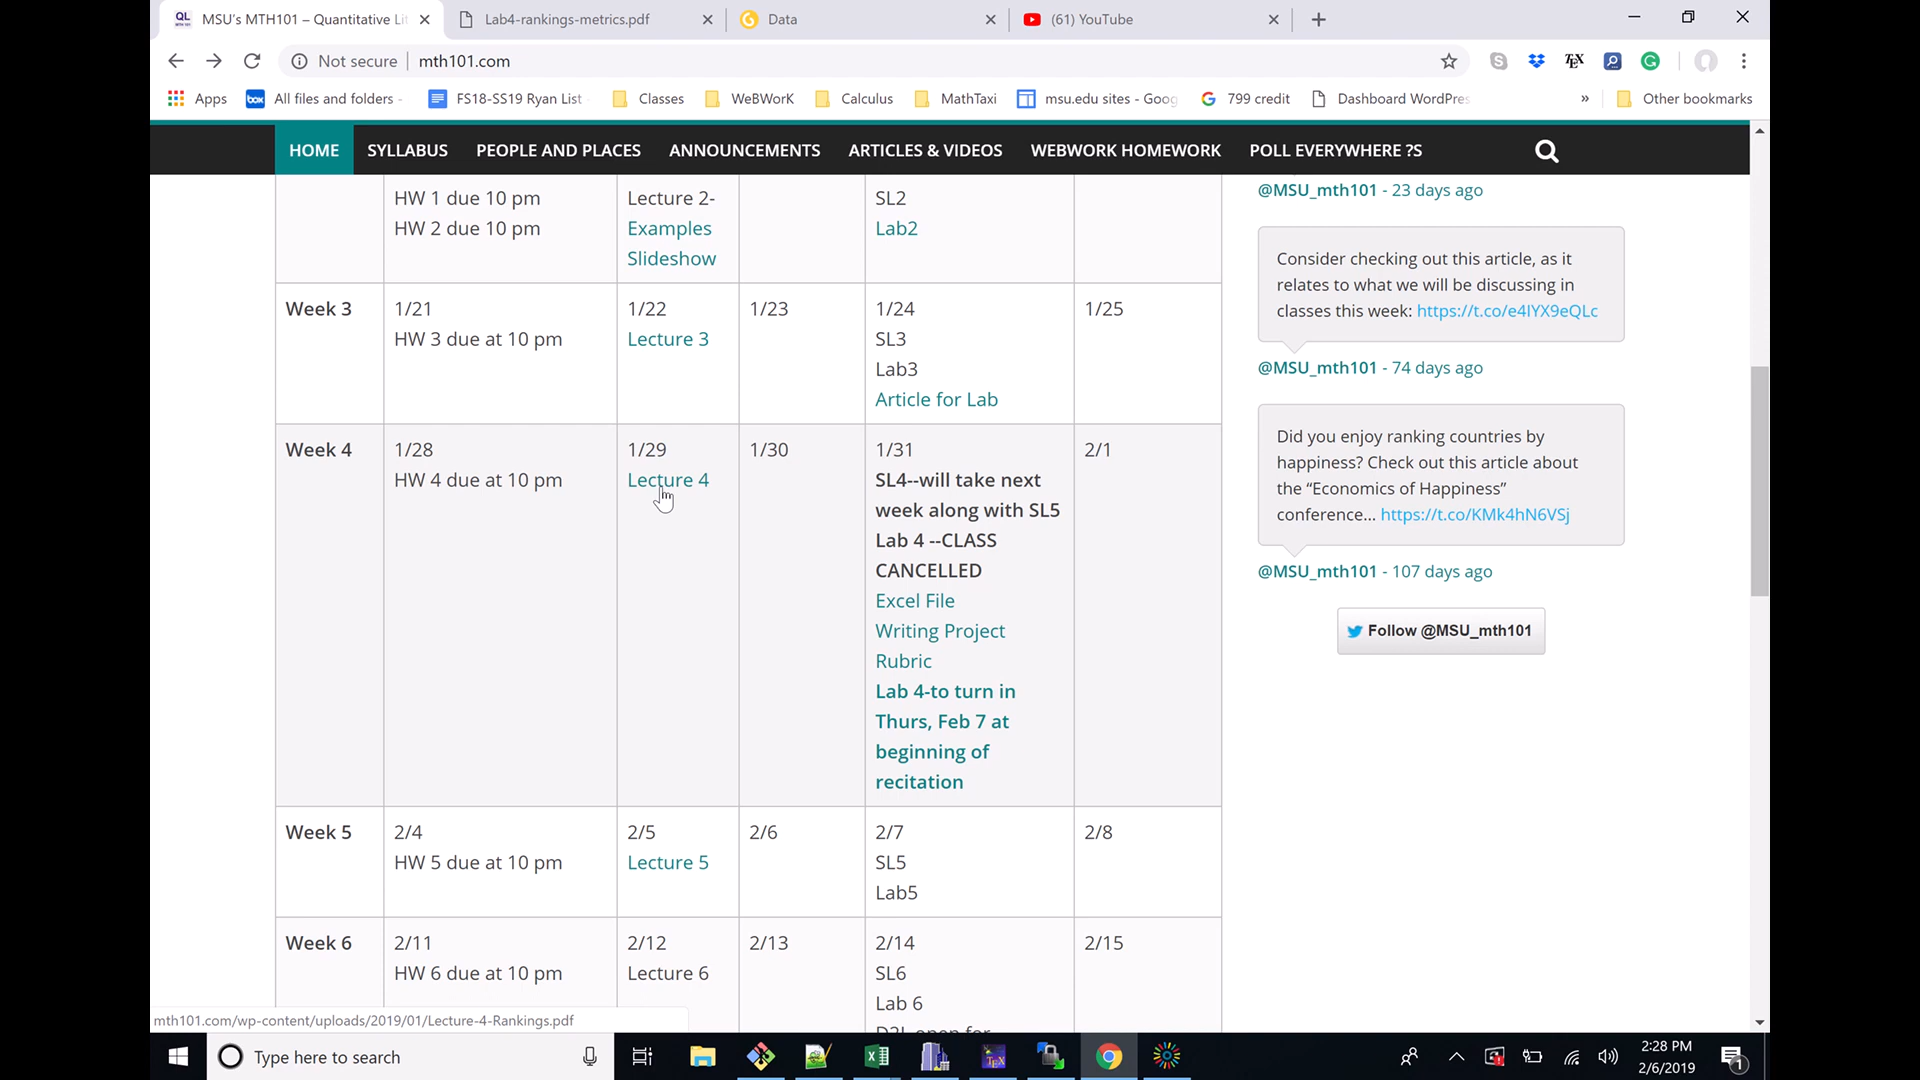 MSU's MTH101 – Quantitative Lit
Lab4-rankings-metrics.pdf
Data
(61) YouTube
Not secure
mth101.com
Apps
All files and folders -
FS18-SS19 Ryan List
Classes
WeBWorK
Calculus
MathTaxi
msu.edu sites - Goog
799 credit
Dashboard WordPres
»
Other bookmarks
HOME
SYLLABUS
PEOPLE AND PLACES
ANNOUNCEMENTS
ARTICLES & VIDEOS
WEBWORK HOMEWORK
POLL EVERYWHERE ?S
HW 1 due 10 pm
HW 2 due 10 pm
Lecture 2-
Examples
Slideshow
SL2
Lab2
Week 3
1/21
HW 3 due at 10 pm
1/22
Lecture 3
1/23
1/24
SL3
Lab3
Article for Lab
1/25
Week 4
1/28
HW 4 due at 10 pm
1/29
Lecture 4
1/30
1/31
SL4--will take next
week along with SL5
Lab 4 --CLASS
CANCELLED
Excel File
Writing Project
Rubric
Lab 4-to turn in
Thurs, Feb 7 at
beginning of
recitation
2/1
Week 5
2/4
HW 5 due at 10 pm
2/5
Lecture 5
2/6
2/7
SL5
Lab5
2/8
Week 6
2/11
HW 6 due at 10 pm
2/12
Lecture 6
2/13
2/14
SL6
Lab 6
D2L open for
2/15
@MSU_mth101 - 23 days ago
Consider checking out this article, as it
relates to what we will be discussing in
classes this week: https://t.co/e4IYX9eQLc
@MSU_mth101 - 74 days ago
Did you enjoy ranking countries by
happiness? Check out this article about
the “Economics of Happiness”
conference... https://t.co/KMk4hN6VSj
@MSU_mth101 - 107 days ago
Follow @MSU_mth101
mth101.com/wp-content/uploads/2019/01/Lecture-4-Rankings.pdf
Type here to search
2:28 PM
2/6/2019